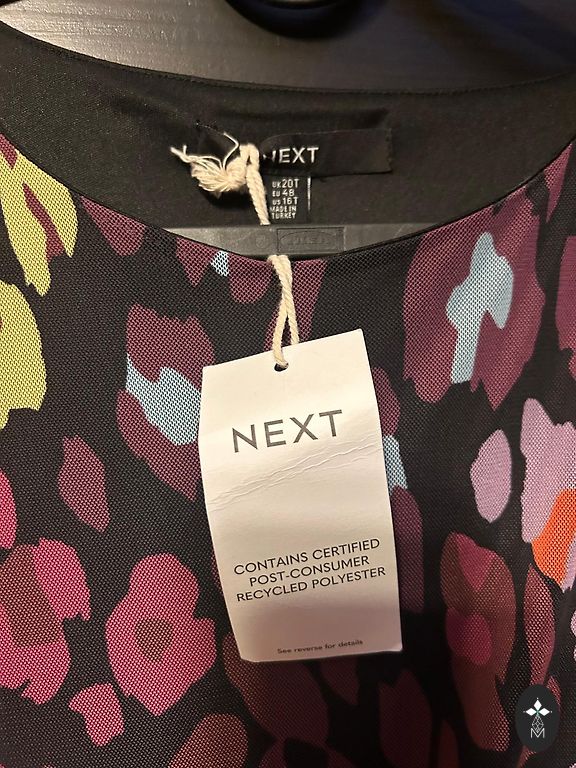 NEXT
UK 20T
EU 48
US 16T
MADE IN
TURKEY
NEXT
CONTAINS CERTIFIED
POST-CONSUMER
RECYCLED POLYESTER
See reverse for details
M